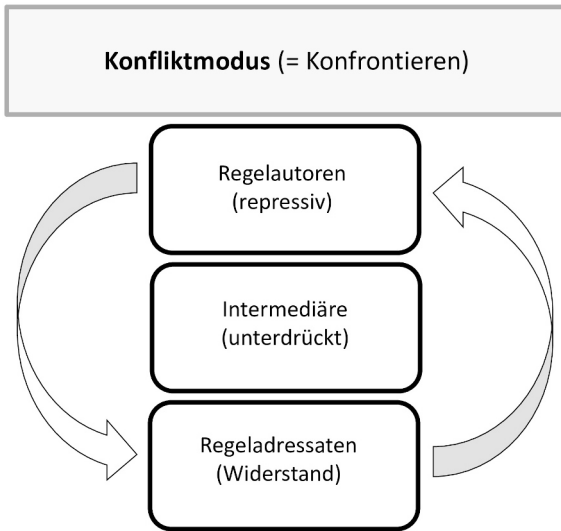 Konfliktmodus (= Konfrontieren)
Regelautoren
(repressiv)
Intermediäre
(unterdrückt)
Regeladressaten
(Widerstand)